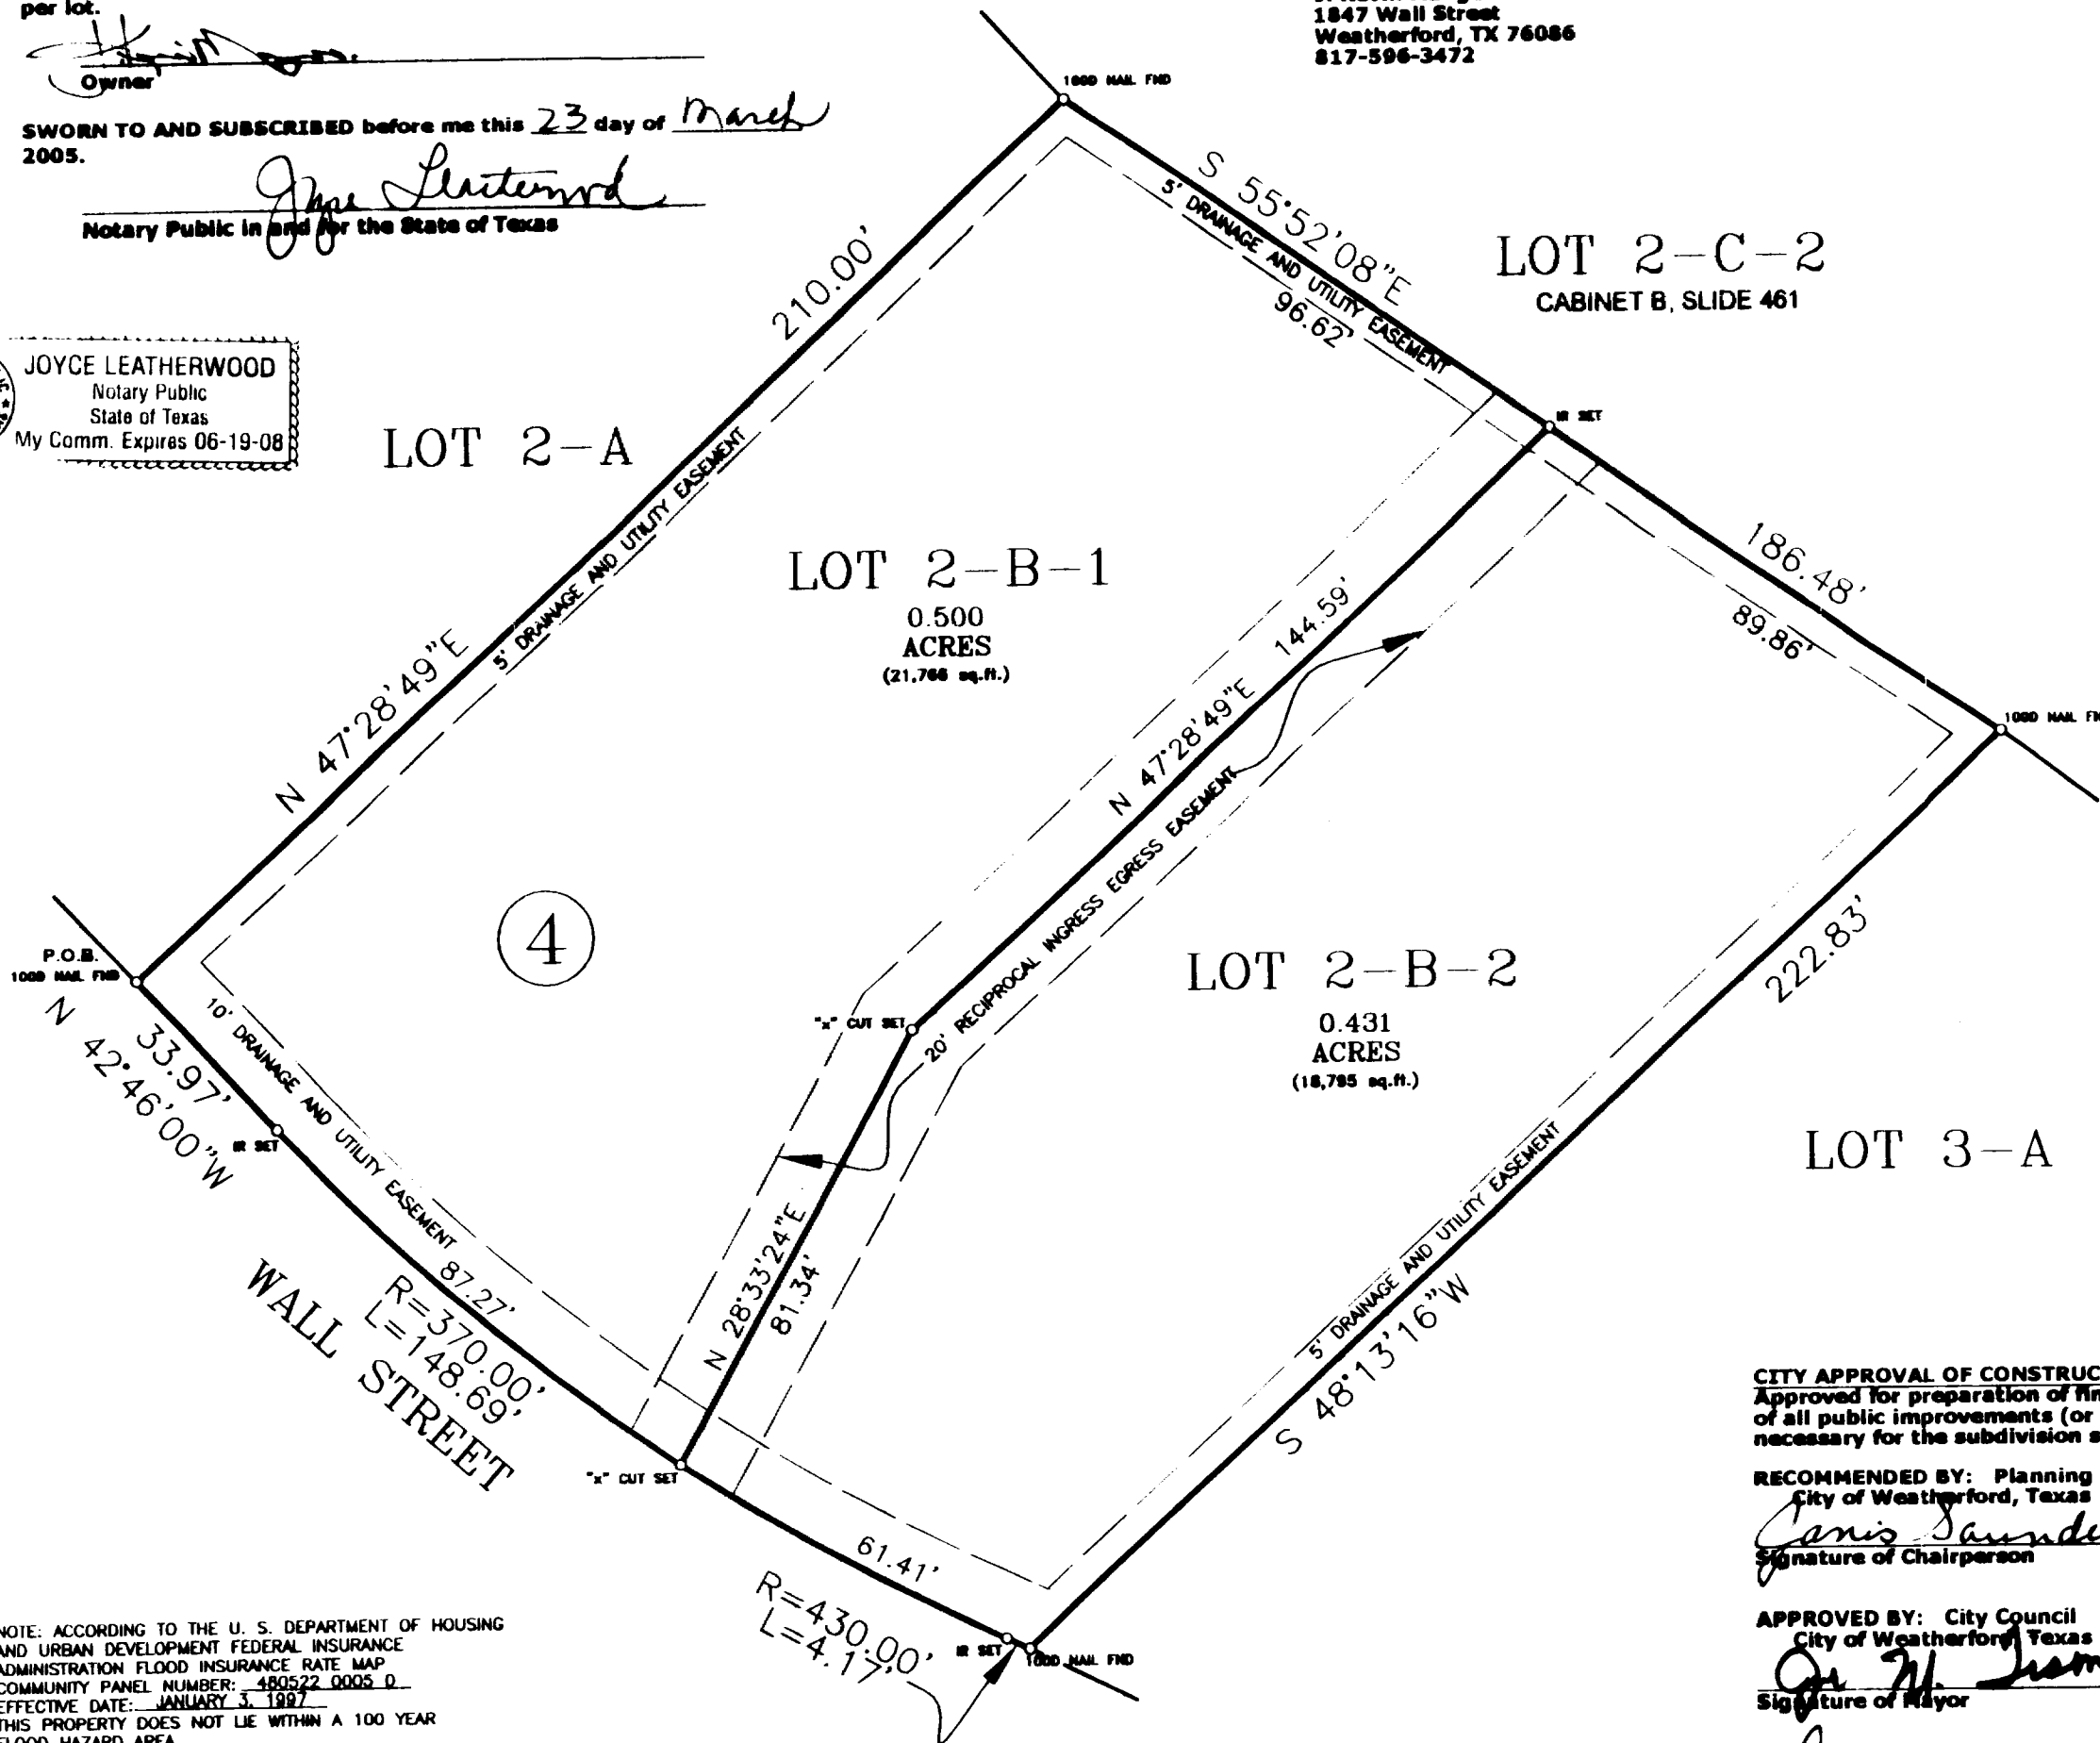 per lot.
Owner
SWORN TO AND SUBSCRIBED before me this 23 day of March
2005.
Notary Public in and for the State of Texas
JOYCE LEATHERWOOD
Notary Public
State of Texas
My Comm. Expires 06-19-08
1847 Wall Street
Weatherford, TX 76086
817-596-3472
100D NAIL FND
S 55°52'08"E
5' DRAINAGE AND UTILITY EASEMENT
96.62'
LOT 2-C-2
CABINET B, SLIDE 461
210.00'
LOT 2-A
5' DRAINAGE AND UTILITY EASEMENT
N 47°28'49"E
IR SET
186.48'
89.86'
100D NAIL
LOT 2-B-1
0.500
ACRES
(21,766 sq.ft.)
144.59'
N 47°28'49"E
20' RECIPROCAL INGRESS EGRESS EASEMENT
4
P.O.B.
100D NAIL FND
N 42°46'00"W
33.97'
IR SET
10' DRAINAGE AND UTILITY EASEMENT
"x" CUT SET
LOT 2-B-2
0.431
ACRES
(18,795 sq.ft.)
222.83'
LOT 3-A
5' DRAINAGE AND UTILITY EASEMENT
S 48°13'16"W
N 28°33'24"E
81.34'
87.27'
R=370.00'
L=148.69'
WALL STREET
"x" CUT SET
61.41'
R=430.00'
L=4.17'
IR SET
100D NAIL FND
CITY APPROVAL OF CONSTRUC
Approved for preparation of fin
of all public improvements (or
necessary for the subdivision s
RECOMMENDED BY: Planning
City of Weatherford, Texas
Signature of Chairperson
APPROVED BY: City Council
City of Weatherford, Texas
Signature of Mayor
NOTE: ACCORDING TO THE U. S. DEPARTMENT OF HOUSING
AND URBAN DEVELOPMENT FEDERAL INSURANCE
ADMINISTRATION FLOOD INSURANCE RATE MAP
COMMUNITY PANEL NUMBER: 480522 0005 D
EFFECTIVE DATE: JANUARY 3, 1997
THIS PROPERTY DOES NOT LIE WITHIN A 100 YEAR
FLOOD HAZARD AREA